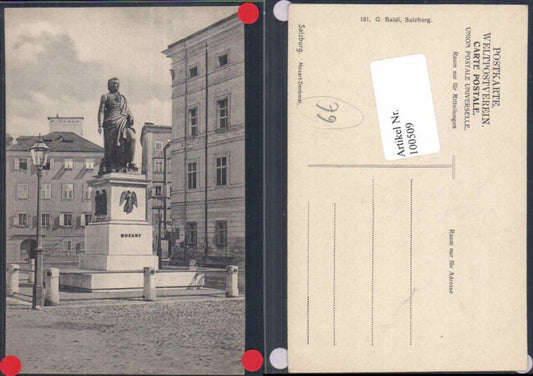 MOZART
181. G. Baldi, Salzburg.
Salzburg. Mozart-Denkmal.
POSTKARTE.
WELTPOSTVEREIN.
CARTE POSTALE.
UNION POSTALE UNIVERSELLE.
Raum nur für Mitteilungen
Raum nur für Adresse
39
Artikel Nr.
100509